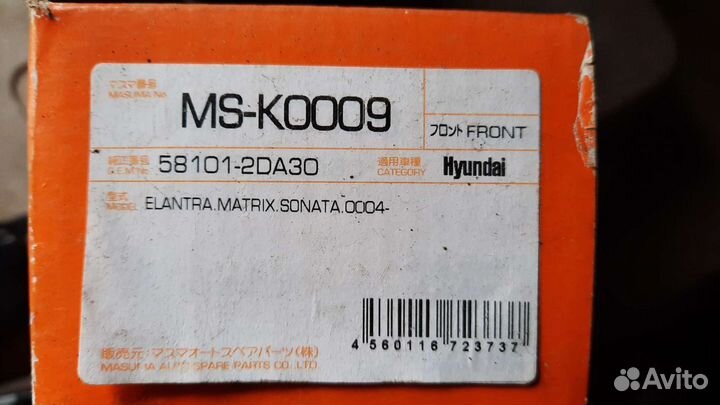 マスマ番号
MASUMA No.
MS-K0009
フロント FRONT
純正番号
G.E.M No. 58101-2DA30
適用車種
CATEGORY Hyundai
型式
MODEL ELANTRA.MATRIX.SONATA.0004-
4 560116 723737
販売元:マスマオートスペアパーツ(株)
MASUMA AUTO SPARE PARTS CO.,LTD.
Avito